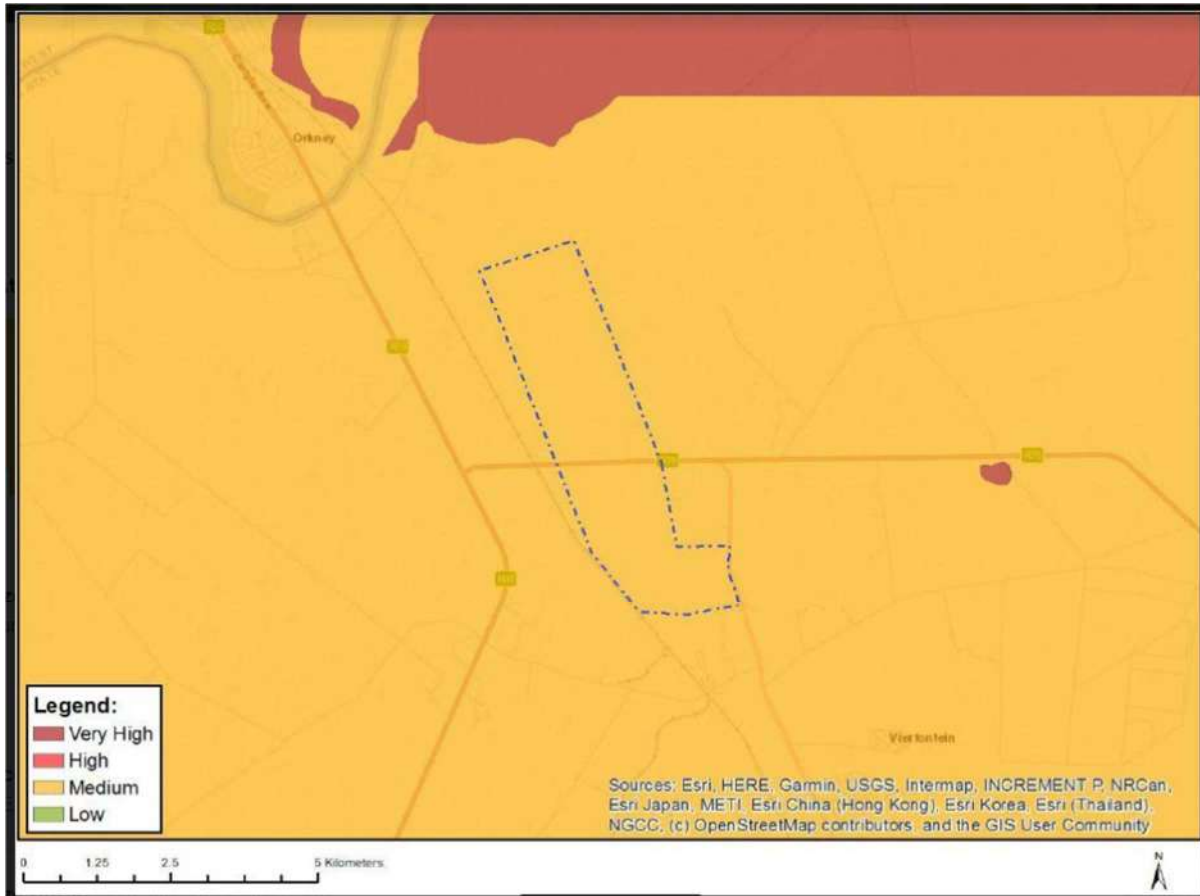 Orkney
Viertontein
Legend:
Very High
High
Medium
Low
Sources: Esri, HERE, Garmin, USGS, Intermap, INCREMENT P, NRCan,
Esri Japan, METI, Esri China (Hong Kong), Esri Korea, Esri (Thailand),
NGCC, (c) OpenStreetMap contributors, and the GIS User Community
0 1.25 2.5 5 Kilometers
N